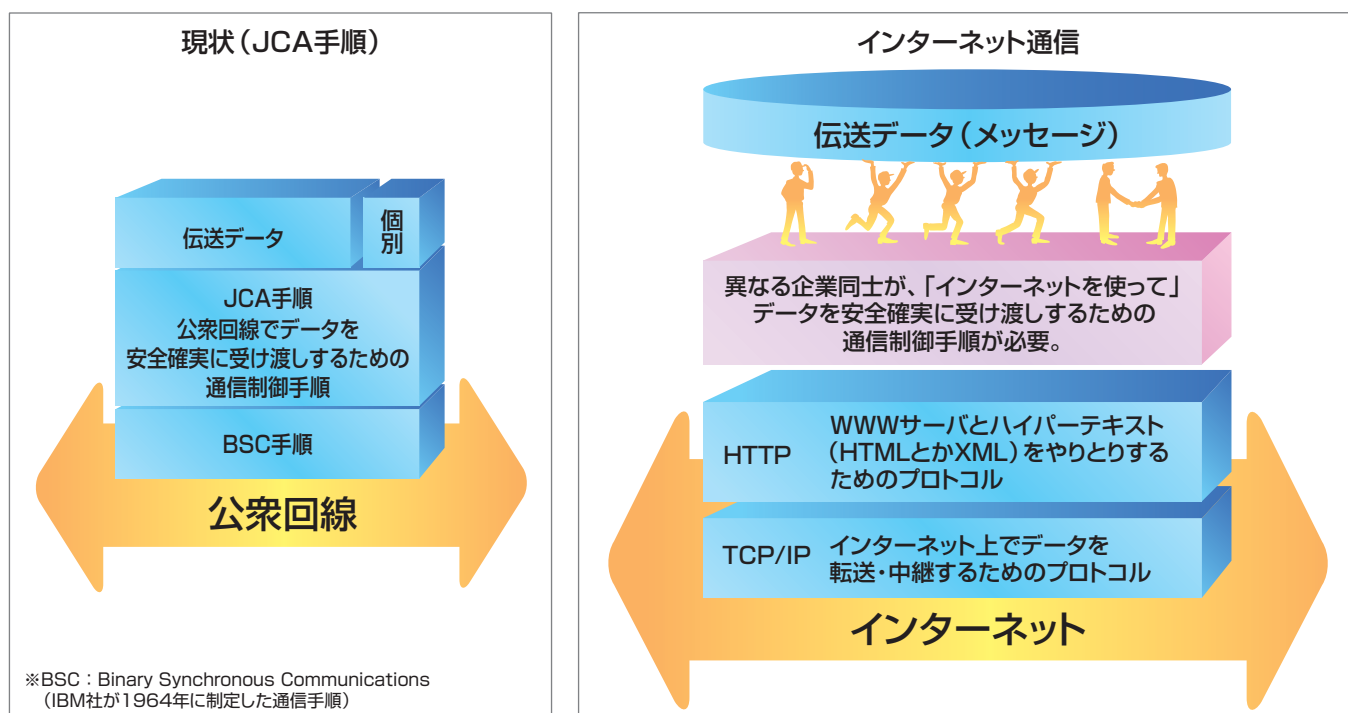 現状（JCA手順）
伝送データ
個別
JCA手順
公衆回線でデータを
安全確実に受け渡しするための
通信制御手順
BSC手順
公衆回線
※BSC：Binary Synchronous Communications
（IBM社が1964年に制定した通信手順）
インターネット通信
伝送データ（メッセージ）
異なる企業同士が、「インターネットを使って」
データを安全確実に受け渡しするための
通信制御手順が必要。
HTTP
WWWサーバとハイパーテキスト
（HTMLとかXML）をやりとりする
ためのプロトコル
TCP/IP
インターネット上でデータを
転送・中継するためのプロトコル
インターネット